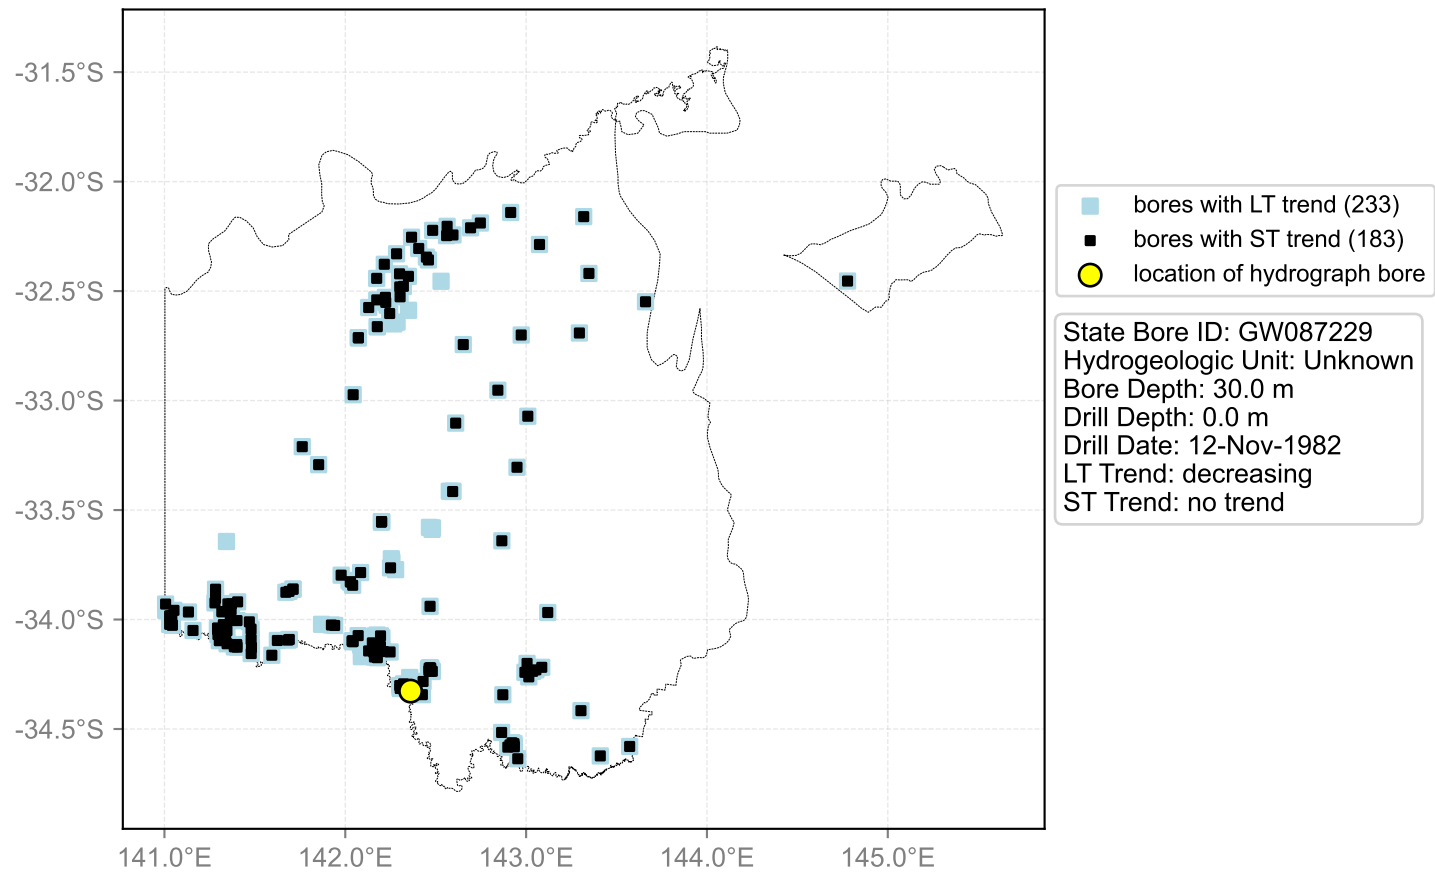 -31.5°S
-32.0°S
-32.5°S
-33.0°S
-33.5°S
-34.0°S
-34.5°S
141.0°E
142.0°E
143.0°E
144.0°E
145.0°E
bores with LT trend (233)
bores with ST trend (183)
location of hydrograph bore
State Bore ID: GW087229
Hydrogeologic Unit: Unknown
Bore Depth: 30.0 m
Drill Depth: 0.0 m
Drill Date: 12-Nov-1982
LT Trend: decreasing
ST Trend: no trend